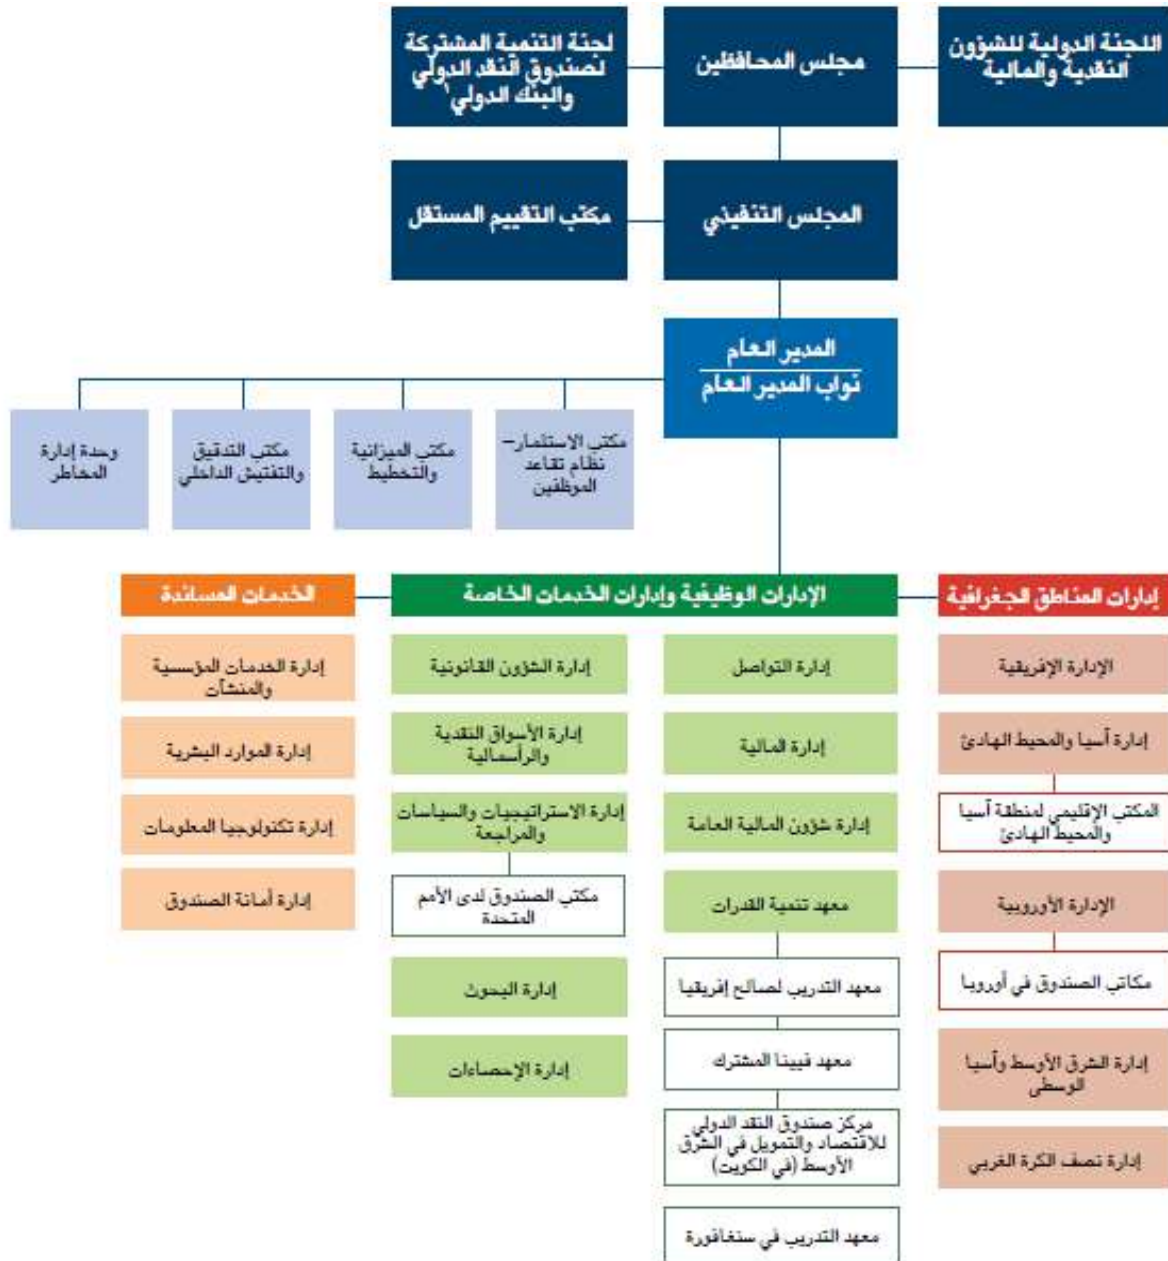 اللجنة الدولية للشؤون
النقدية والمالية
مجلس المحافظين
لجنة التنمية المشتركة
لصندوق النقد الدولي
والبنك الدولي¹
المجلس التنفيذي
مكتب التقييم المستقل
المدير العام
نواب المدير العام
مكتب الاستثمار–
نظام تقاعد
الموظفين
مكتب الميزانية
والتخطيط
مكتب التدقيق
والتفتيش الداخلي
وحدة إدارة
المخاطر
إدارات المناطق الجغرافية
الإدارة الإفريقية
إدارة آسيا والمحيط الهادئ
المكتب الإقليمي لمنطقة آسيا
والمحيط الهادئ
الإدارة الأوروبية
مكاتب الصندوق في أوروبا
إدارة الشرق الأوسط وآسيا
الوسطى
إدارة نصف الكرة الغربي
الإدارات الوظيفية وإدارات الخدمات الخاصة
إدارة التواصل
إدارة المالية
إدارة شؤون المالية العامة
معهد تنمية القدرات
معهد التدريب لصالح إفريقيا
معهد فيينا المشترك
مركز صندوق النقد الدولي
للاقتصاد والتمويل في الشرق
الأوسط (في الكويت)
معهد التدريب في سنغافورة
إدارة الشؤون القانونية
إدارة الأسواق النقدية
والرأسمالية
إدارة الاستراتيجيات والسياسات
والمراجعة
مكتب الصندوق لدى الأمم
المتحدة
إدارة البحوث
إدارة الإحصاءات
الخدمات المساندة
إدارة الخدمات المؤسسية
والمنشآت
إدارة الموارد البشرية
إدارة تكنولوجيا المعلومات
إدارة أمانة الصندوق